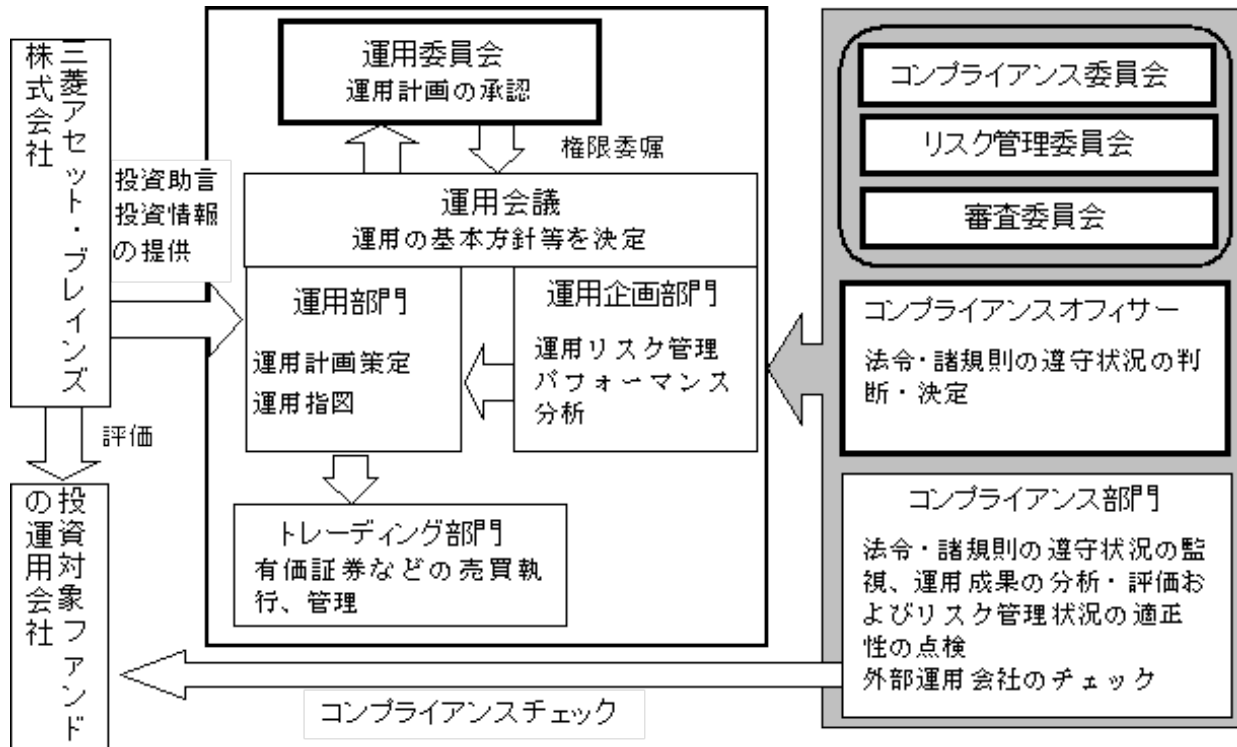 三菱アセット・ブレインズ
株式会社
投資助言
投資情報
の提供
評価
投資対象ファンド
の運用会社
運用委員会
運用計画の承認
権限委嘱
運用会議
運用の基本方針等を決定
運用部門
運用計画策定
運用指図
運用企画部門
運用リスク管理
パフォーマンス
分析
トレーディング部門
有価証券などの売買執
行、管理
コンプライアンスチェック
コンプライアンス委員会
リスク管理委員会
審査委員会
コンプライアンスオフィサー
法令・諸規則の遵守状況の判
断・決定
コンプライアンス部門
法令・諸規則の遵守状況の監
視、運用成果の分析・評価お
よびリスク管理状況の適正
性の点検
外部運用会社のチェック